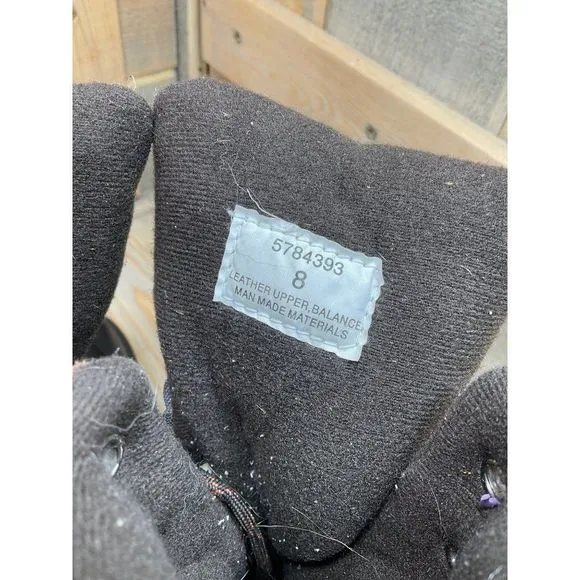 5784393
8
LEATHER UPPER, BALANCE
MAN MADE MATERIALS